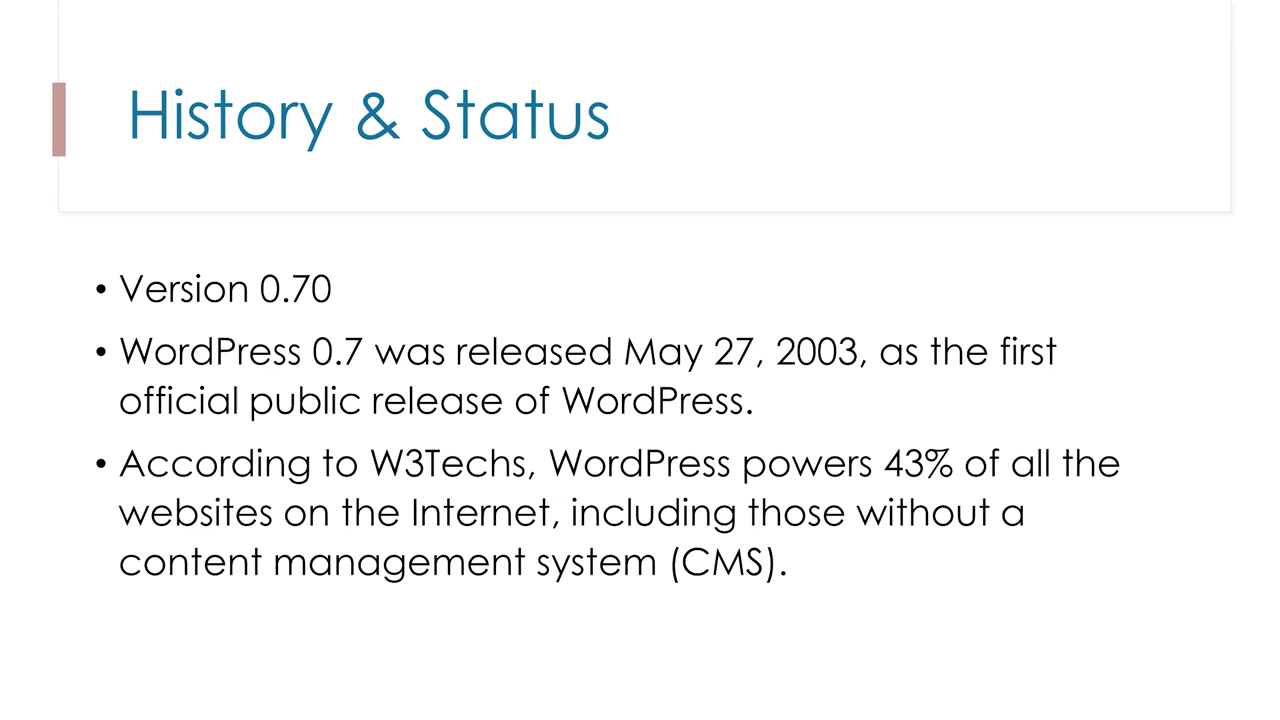 History & Status
• Version 0.70
• WordPress 0.7 was released May 27, 2003, as the first
official public release of WordPress.
• According to W3Techs, WordPress powers 43% of all the
websites on the Internet, including those without a
content management system (CMS).